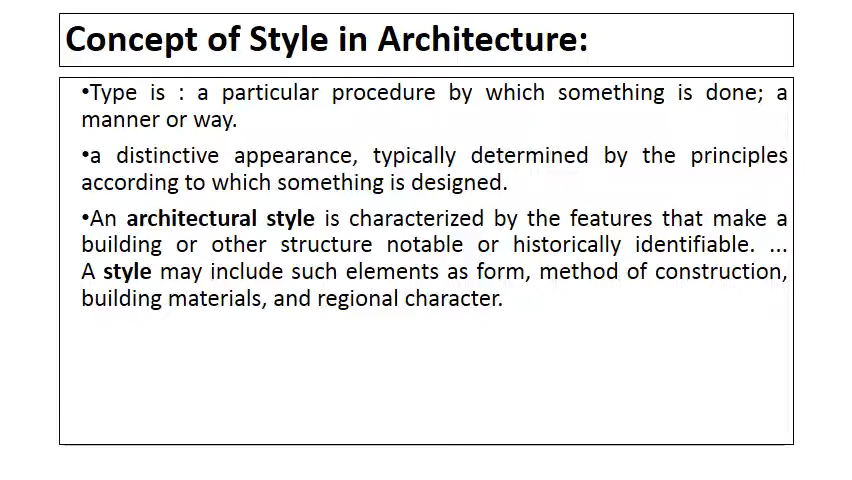 Concept of Style in Architecture:
•Type is : a particular procedure by which something is done; a
manner or way.
•a distinctive appearance, typically determined by the principles
according to which something is designed.
•An architectural style is characterized by the features that make a
building or other structure notable or historically identifiable. ...
A style may include such elements as form, method of construction,
building materials, and regional character.